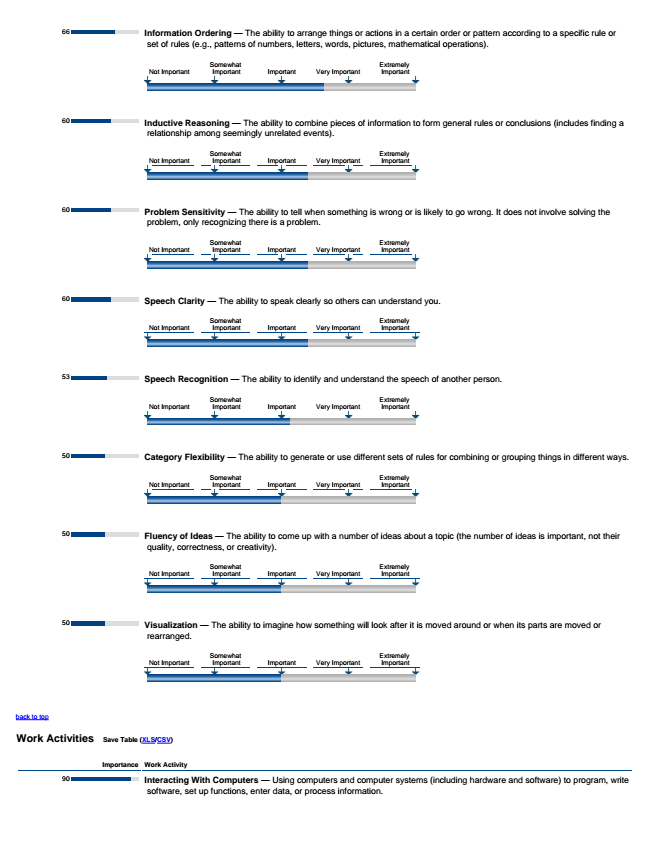 66 Information Ordering — The ability to arrange things or actions in a certain order or pattern according to a specific rule or
set of rules (e.g., patterns of numbers, letters, words, pictures, mathematical operations).
Not Important Somewhat Important Important Very Important Extremely Important
60 Inductive Reasoning — The ability to combine pieces of information to form general rules or conclusions (includes finding a
relationship among seemingly unrelated events).
Not Important Somewhat Important Important Very Important Extremely Important
60 Problem Sensitivity — The ability to tell when something is wrong or is likely to go wrong. It does not involve solving the
problem, only recognizing there is a problem.
Not Important Somewhat Important Important Very Important Extremely Important
60 Speech Clarity — The ability to speak clearly so others can understand you.
Not Important Somewhat Important Important Very Important Extremely Important
53 Speech Recognition — The ability to identify and understand the speech of another person.
Not Important Somewhat Important Important Very Important Extremely Important
50 Category Flexibility — The ability to generate or use different sets of rules for combining or grouping things in different ways.
Not Important Somewhat Important Important Very Important Extremely Important
50 Fluency of Ideas — The ability to come up with a number of ideas about a topic (the number of ideas is important, not their
quality, correctness, or creativity).
Not Important Somewhat Important Important Very Important Extremely Important
50 Visualization — The ability to imagine how something will look after it is moved around or when its parts are moved or
rearranged.
Not Important Somewhat Important Important Very Important Extremely Important
back to top
Work Activities Save Table (XLS/CSV)
Importance Work Activity
90 Interacting With Computers — Using computers and computer systems (including hardware and software) to program, write
software, set up functions, enter data, or process information.